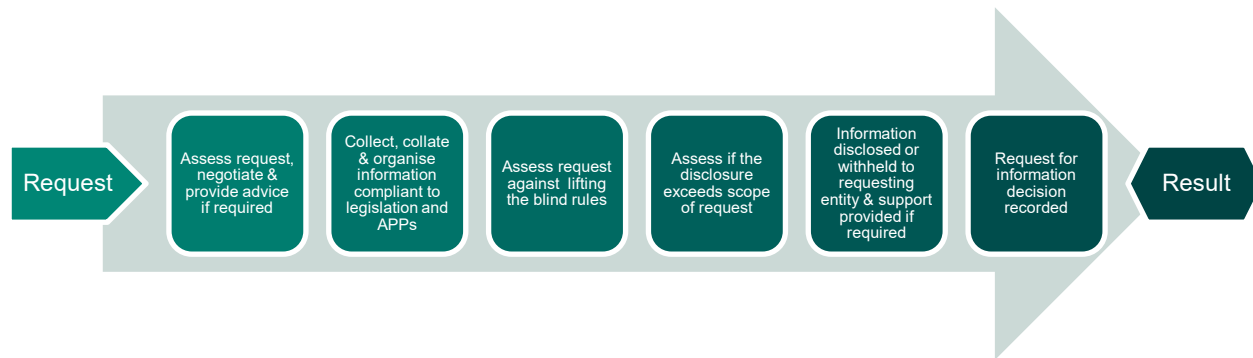 Request
Assess request,
negotiate &
provide advice
if required
Collect, collate
& organise
information
compliant to
legislation and
APPs
Assess request
against lifting
the blind rules
Assess if the
disclosure
exceeds scope
of request
Information
disclosed or
withheld to
requesting
entity & support
provided if
required
Request for
information
decision
recorded
Result